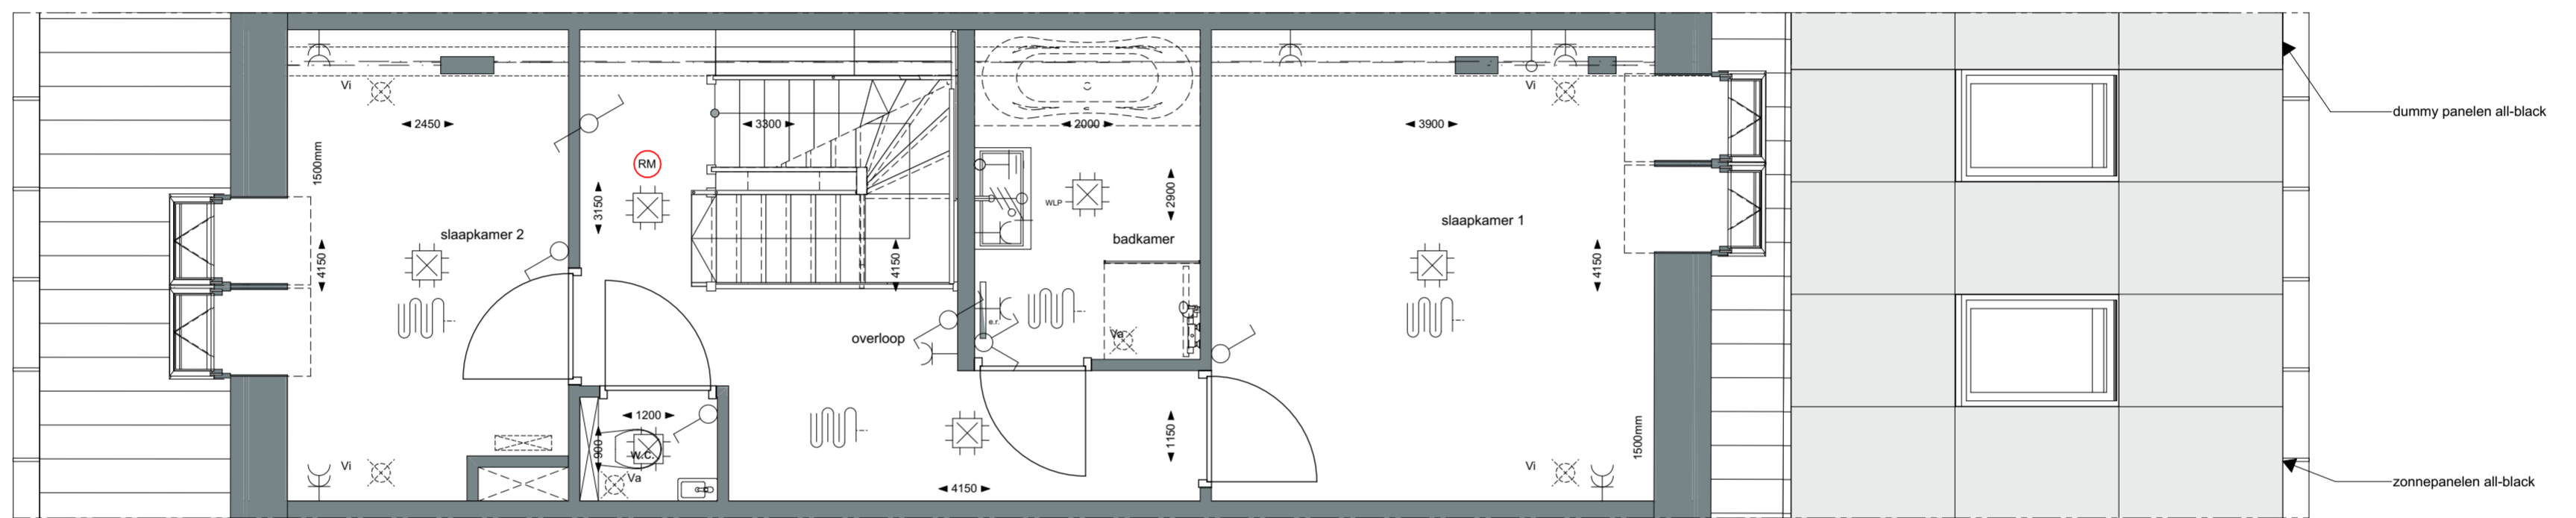 Vi
2450
1500mm
4150
slaapkamer 2
Vi
RM
3150
3300
4150
overloop
1200
900
W.C.
Va
4150
2000
WLP
2900
badkamer
e.r.
Va
1150
3900
slaapkamer 1
Vi
4150
1500mm
Vi
dummy panelen all-black
zonnepanelen all-black